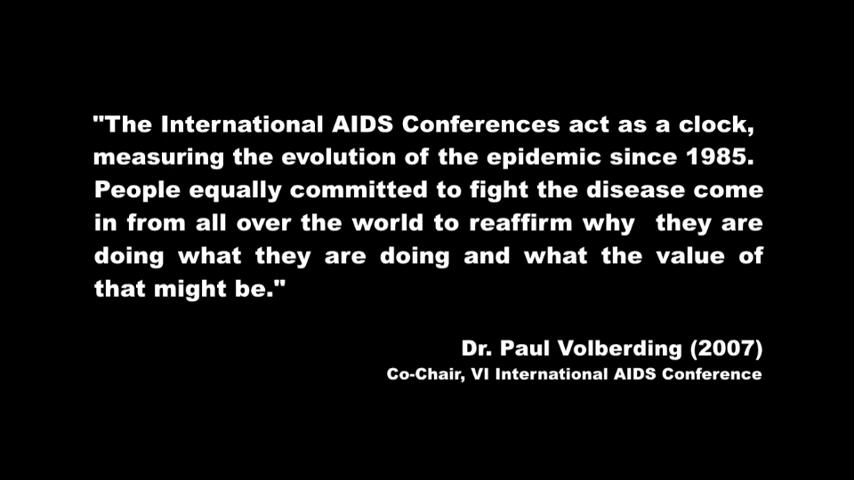 "The International AIDS Conferences act as a clock,
measuring the evolution of the epidemic since 1985.
People equally committed to fight the disease come
in from all over the world to reaffirm why  they are
doing what they are doing and what the value of
that might be."
Dr. Paul Volberding (2007)
Co-Chair, VI International AIDS Conference